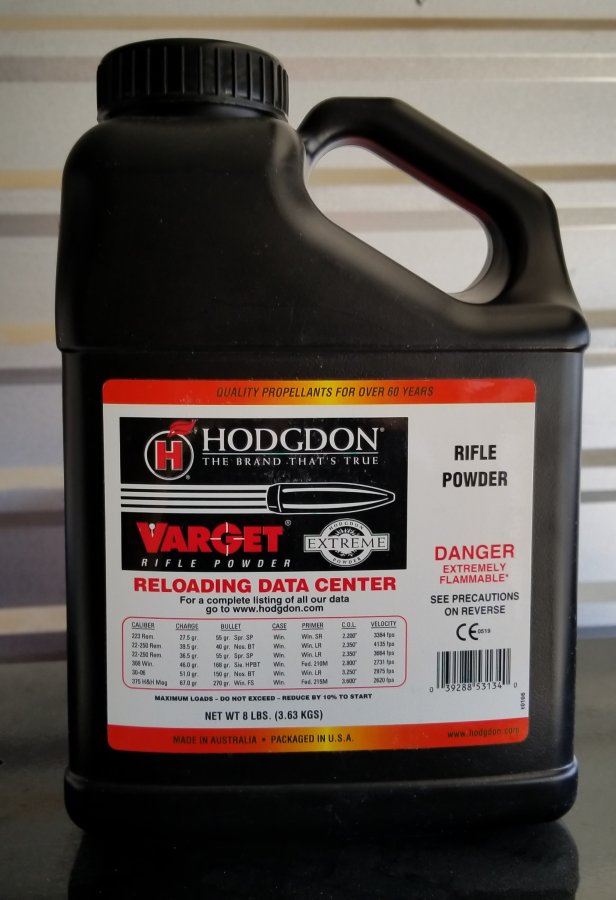 QUALITY PROPELLANTS FOR OVER 60 YEARS
H
HODGDON®
THE BRAND THAT'S TRUE
VARGET®
RIFLE POWDER
HODGDON
EXTREME
POWDER
RELOADING DATA CENTER
For a complete listing of all our data
go to www.hodgdon.com
CALIBER CHARGE BULLET CASE PRIMER C.O.L. VELOCITY
223 Rem. 27.5 gr. 55 gr. Spr. SP Win. Win. SR 2.200" 3384 fps
22-250 Rem. 38.5 gr. 40 gr. Nos. BT Win. Win. LR 2.350" 4135 fps
22-250 Rem. 36.5 gr. 55 gr. Spr. SP Win. Win. LR 2.350" 3884 fps
308 Win. 46.0 gr. 168 gr. Sie. HPBT Win. Fed. 210M 2.800" 2731 fps
30-06 51.0 gr. 150 gr. Nos. BT Win. Win. LR 3.250" 2975 fps
375 H&H Mag 67.0 gr. 270 gr. Win. FS Win. Fed. 215M 3.600" 2620 fps
MAXIMUM LOADS – DO NOT EXCEED – REDUCE BY 10% TO START
NET WT 8 LBS. (3.63 KGS)
MADE IN AUSTRALIA • PACKAGED IN U.S.A.
RIFLE
POWDER
DANGER
EXTREMELY
FLAMMABLE*
SEE PRECAUTIONS
ON REVERSE
CE 0519
0 39288 53134 0
www.hodgdon.com